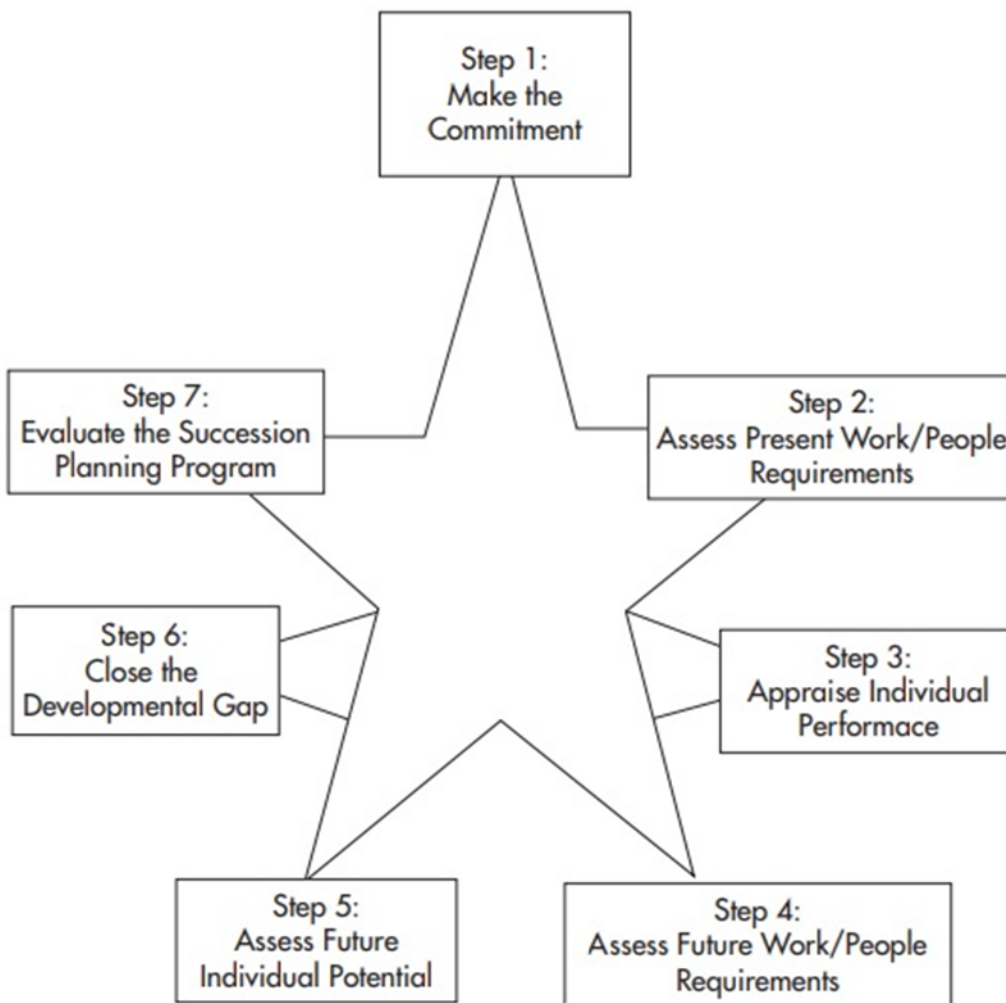 Step 1:
Make the
Commitment
Step 7:
Evaluate the Succession
Planning Program
Step 2:
Assess Present Work/People
Requirements
Step 6:
Close the
Developmental Gap
Step 3:
Appraise Individual
Performace
Step 5:
Assess Future
Individual Potential
Step 4:
Assess Future Work/People
Requirements